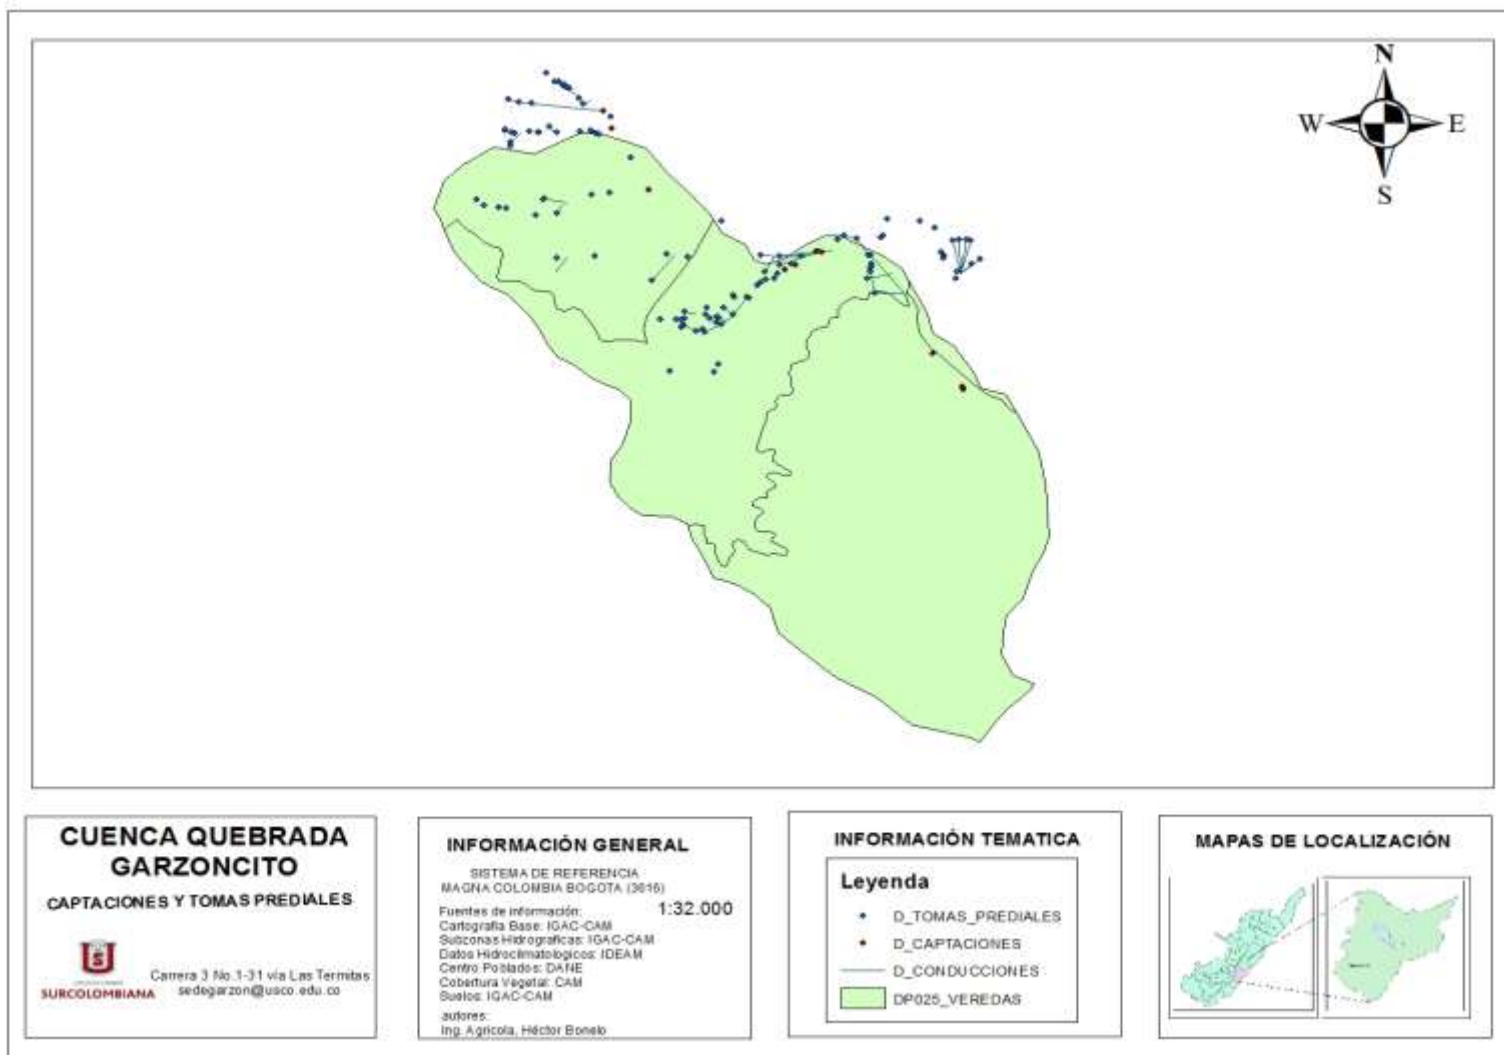 N
W
E
S
CUENCA QUEBRADA
GARZONCITO
CAPTACIONES Y TOMAS PREDIALES
SURCOLOMBIANA
Carrera 3 No.1-31 vía Las Termitas
sedegarzon@usco.edu.co
INFORMACIÓN GENERAL
SISTEMA DE REFERENCIA
MAGNA COLOMBIA BOGOTA (3616)
1:32.000
Fuentes de información:
Cartografía Base: IGAC-CAM
Subzonas Hidrograficas: IGAC-CAM
Datos Hidroclimatologicos: IDEAM
Centro Poblados: DANE
Cobertura Vegetal: CAM
Suelos: IGAC-CAM
autores:
Ing. Agricola, Héctor Bonelo
INFORMACIÓN TEMATICA
Leyenda
D_TOMAS_PREDIALES
D_CAPTACIONES
D_CONDUCCIONES
DP025_VEREDAS
MAPAS DE LOCALIZACIÓN